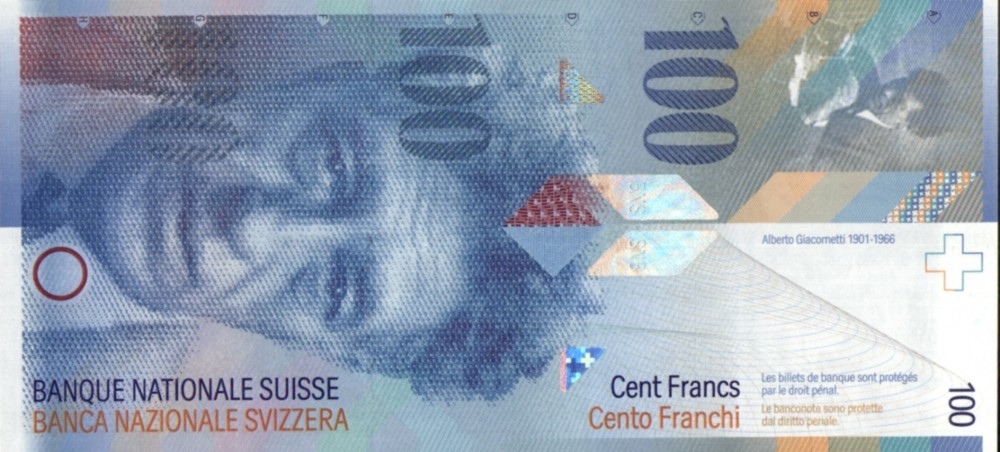 H G F E D C B A
100
100
Alberto Giacometti 1901-1966
BANQUE NATIONALE SUISSE
BANCA NAZIONALE SVIZZERA
Cent Francs
Cento Franchi
Les billets de banque sont protégés
par le droit pénal.
Le banconote sono protette
dal diritto penale.
100